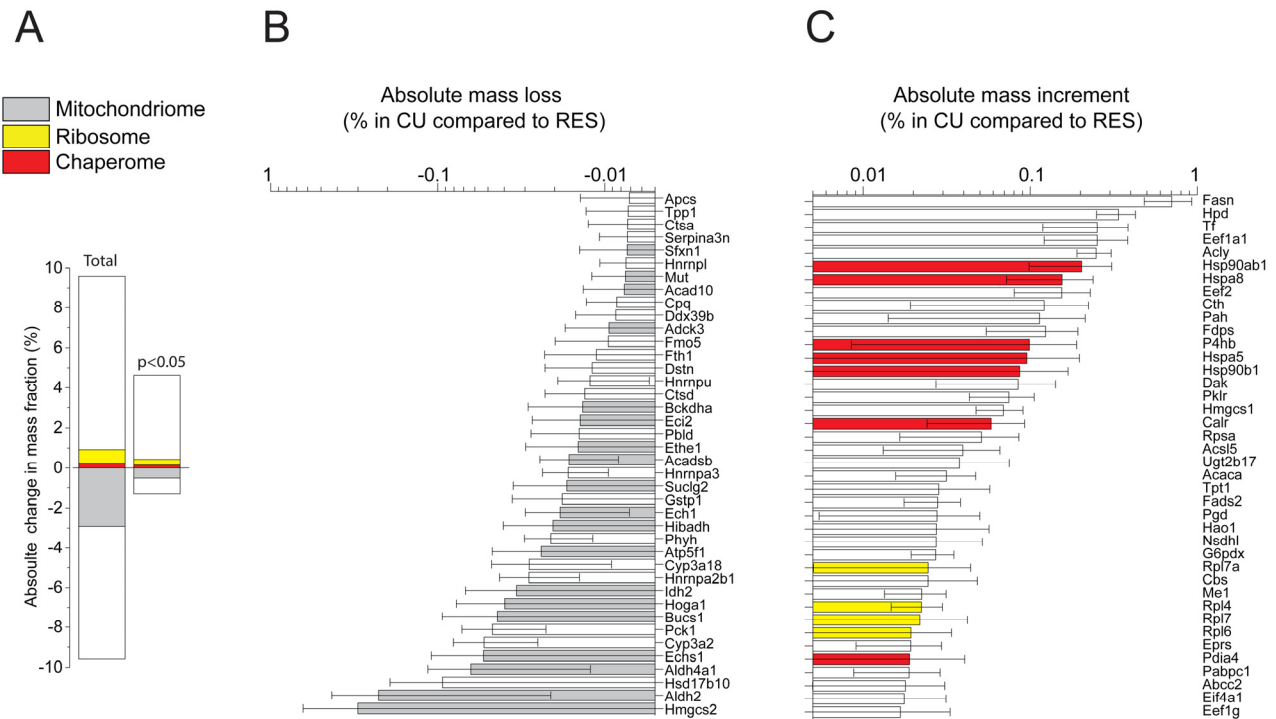 A
B
C
Mitochondriome
Ribosome
Chaperome
Absolute mass loss
(% in CU compared to RES)
Absolute mass increment
(% in CU compared to RES)
Total
p<0.05
Absoulte change in mass fraction (%)
10
8
6
4
2
0
-2
-4
-6
-8
-10
1
-0.1
-0.01
Apcs
Tpp1
Ctsa
Serpina3n
Sfxn1
Hnrnpl
Mut
Acad10
Cpq
Ddx39b
Adck3
Fmo5
Fth1
Dstn
Hnrnpu
Ctsd
Bckdha
Eci2
Pbld
Ethe1
Acadsb
Hnrnpa3
Suclg2
Gstp1
Ech1
Hibadh
Phyh
Atp5f1
Cyp3a18
Hnrnpa2b1
Idh2
Hoga1
Bucs1
Pck1
Cyp3a2
Echs1
Aldh4a1
Hsd17b10
Aldh2
Hmgcs2
0.01
0.1
1
Fasn
Hpd
Tf
Eef1a1
Acly
Hsp90ab1
Hspa8
Eef2
Cth
Pah
Fdps
P4hb
Hspa5
Hsp90b1
Dak
Pklr
Hmgcs1
Calr
Rpsa
Acsl5
Ugt2b17
Acaca
Tpt1
Fads2
Pgd
Hao1
Nsdhl
G6pdx
Rpl7a
Cbs
Me1
Rpl4
Rpl7
Rpl6
Eprs
Pdia4
Pabpc1
Abcc2
Eif4a1
Eef1g